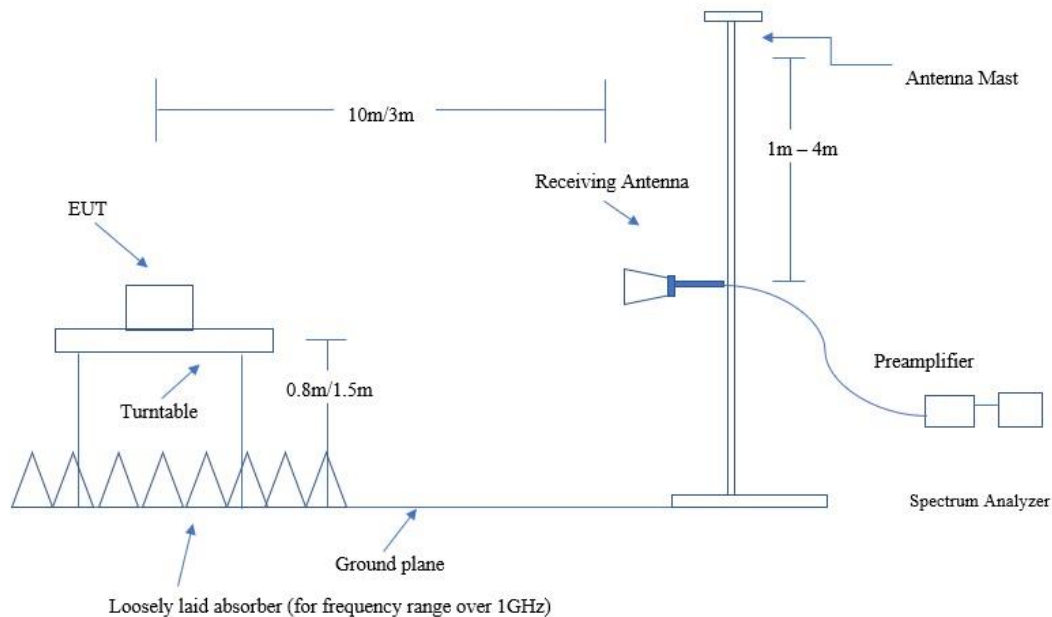 Antenna Mast
10m/3m
1m – 4m
Receiving Antenna
EUT
Preamplifier
0.8m/1.5m
Turntable
Spectrum Analyzer
Ground plane
Loosely laid absorber (for frequency range over 1GHz)